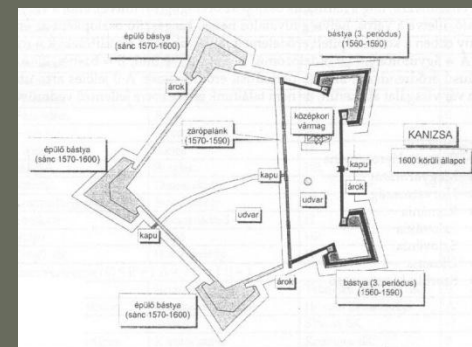 épülő bástya
(sánc 1570-1600)
bástya (3. periódus)
(1560-1590)
árok
középkori
vármag
zárópalánk
(1570-1590)
KANIZSA
1600 körüli állapot
épülő bástya
(sánc 1570-1600)
kapu
kapu
árok
udvar
udvar
kapu
árok
épülő bástya
(sánc 1570-1600)
bástya (3. periódus)
(1560-1590)